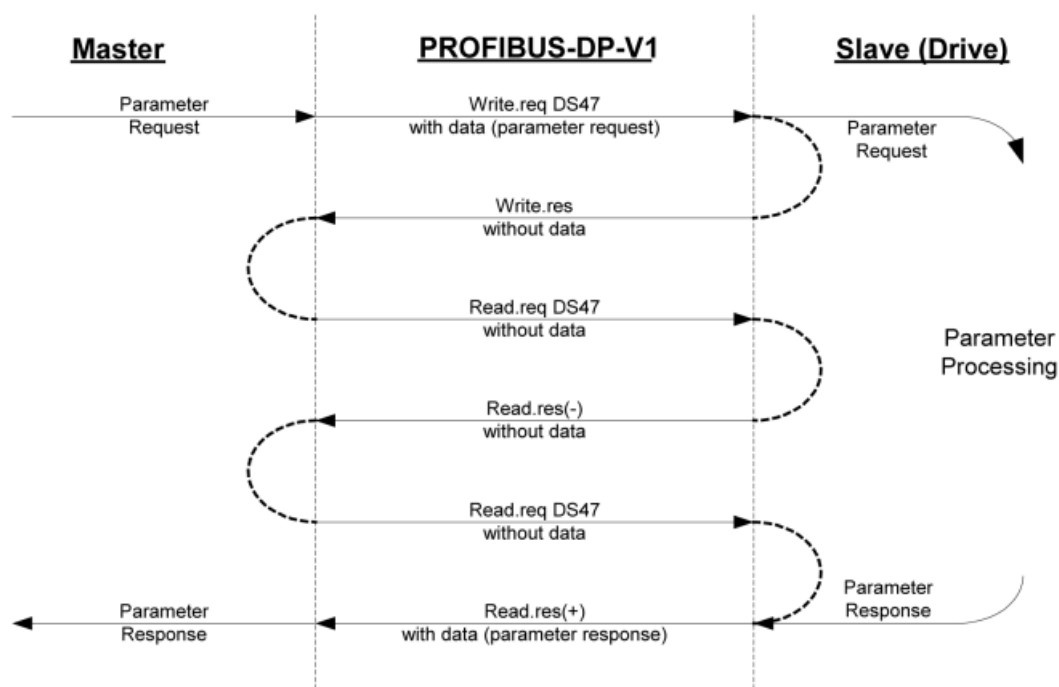 Master
PROFIBUS-DP-V1
Slave (Drive)
Parameter
Request
Write.req DS47
with data (parameter request)
Parameter
Request
Write.res
without data
Read.req DS47
without data
Parameter
Processing
Read.res(-)
without data
Read.req DS47
without data
Parameter
Response
Read.res(+)
with data (parameter response)
Parameter
Response